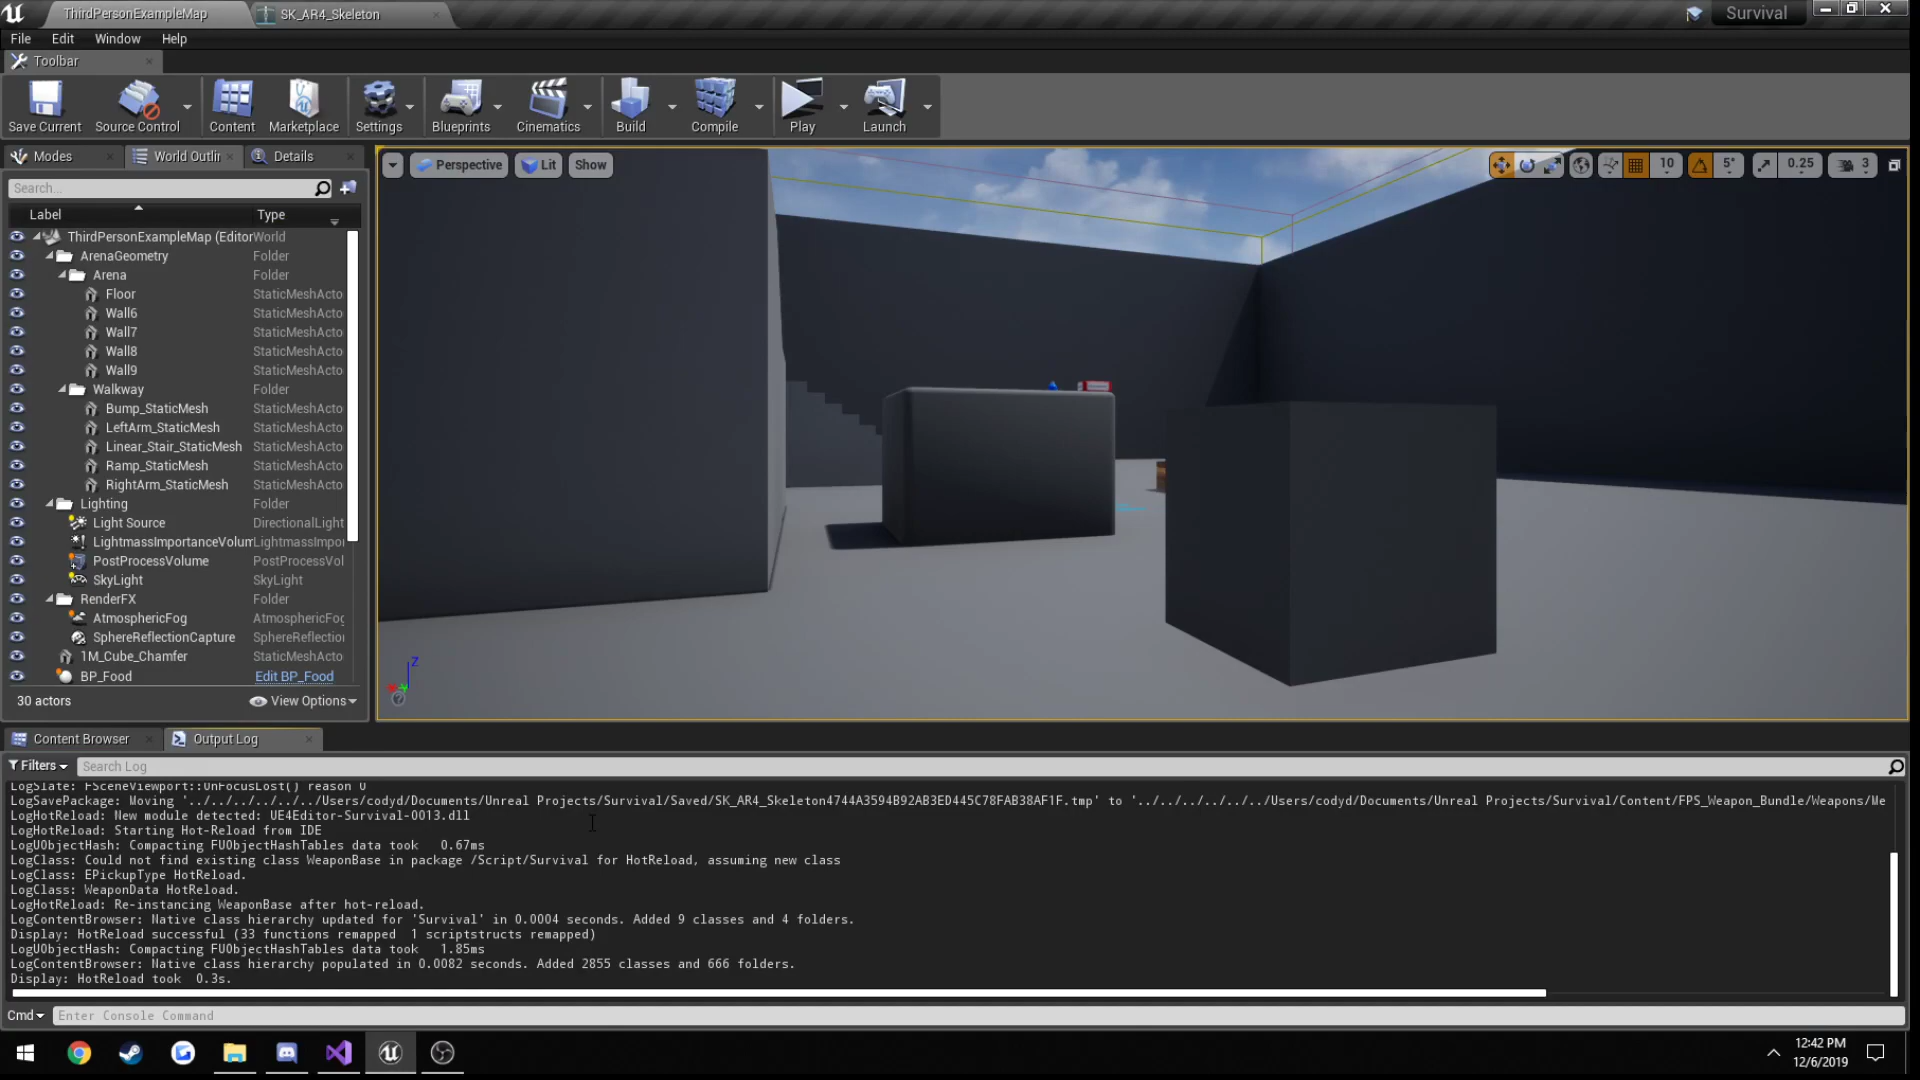 ThirdPersonExampleMap
SK_AR4_Skeleton
Survival
File Edit Window Help
Toolbar
Save Current
Source Control
Content
Marketplace
Settings
Blueprints
Cinematics
Build
Compile
Play
Launch
Modes
World Outlir
Details
Search...
Perspective
Lit
Show
10
5°
0.25
3
Label Type
ThirdPersonExampleMap (Editor World
ArenaGeometry Folder
Arena Folder
Floor StaticMeshActo
Wall6 StaticMeshActo
Wall7 StaticMeshActo
Wall8 StaticMeshActo
Wall9 StaticMeshActo
Walkway Folder
Bump_StaticMesh StaticMeshActo
LeftArm_StaticMesh StaticMeshActo
Linear_Stair_StaticMesh StaticMeshActo
Ramp_StaticMesh StaticMeshActo
RightArm_StaticMesh StaticMeshActo
Lighting Folder
Light Source DirectionalLight
LightmassImportanceVolum LightmassImpor
PostProcessVolume PostProcessVol
SkyLight SkyLight
RenderFX Folder
AtmosphericFog AtmosphericFog
SphereReflectionCapture SphereReflection
1M_Cube_Chamfer StaticMeshActo
BP_Food Edit BP_Food
30 actors
View Options
Z
Content Browser
Output Log
Filters
Search Log
LogSlate: FSceneViewport::OnFocusLost() reason 0
LogSavePackage: Moving '../../../../../../Users/codyd/Documents/Unreal Projects/Survival/Saved/SK_AR4_Skeleton4744A3594B92AB3ED445C78FAB38AF1F.tmp' to '../../../../../../Users/codyd/Documents/Unreal Projects/Survival/Content/FPS_Weapon_Bundle/Weapons/Me
LogHotReload: New module detected: UE4Editor-Survival-0013.dll
LogHotReload: Starting Hot-Reload from IDE
LogUObjectHash: Compacting FUObjectHashTables data took 0.67ms
LogClass: Could not find existing class WeaponBase in package /Script/Survival for HotReload, assuming new class
LogClass: EPickupType HotReload.
LogClass: WeaponData HotReload.
LogHotReload: Re-instancing WeaponBase after hot-reload.
LogContentBrowser: Native class hierarchy updated for 'Survival' in 0.0004 seconds. Added 9 classes and 4 folders.
Display: HotReload successful (33 functions remapped 1 scriptstructs remapped)
LogUObjectHash: Compacting FUObjectHashTables data took 1.85ms
LogContentBrowser: Native class hierarchy populated in 0.0082 seconds. Added 2855 classes and 666 folders.
Display: HotReload took 0.3s.
Cmd
Enter Console Command
12:42 PM
12/6/2019